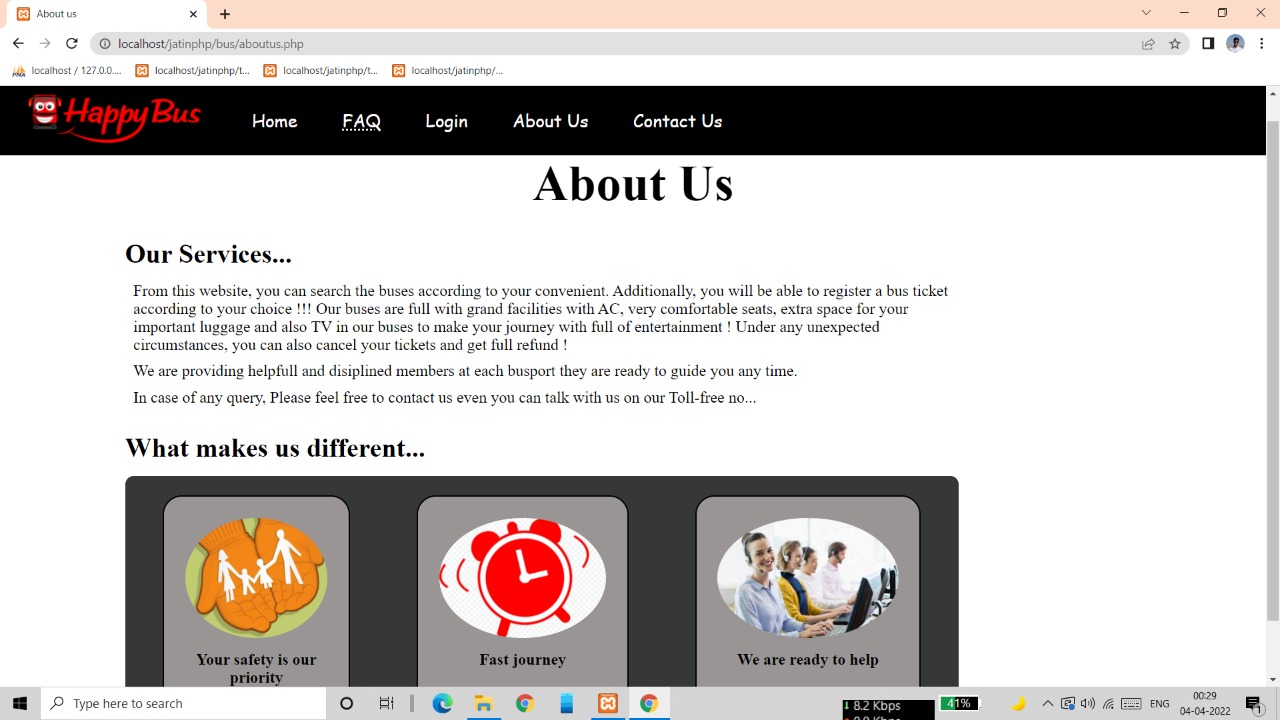 About us
localhost/jatinphp/bus/aboutus.php
localhost / 127.0.0.... localhost/jatinphp/t... localhost/jatinphp/t... localhost/jatinphp/...
Happy Bus Home FAQ Login About Us Contact Us
About Us
Our Services...
From this website, you can search the buses according to your convenient. Additionally, you will be able to register a bus ticket
according to your choice !!! Our buses are full with grand facilities with AC, very comfortable seats, extra space for your
important luggage and also TV in our buses to make your journey with full of entertainment ! Under any unexpected
circumstances, you can also cancel your tickets and get full refund !
We are providing helpfull and disiplined members at each busport they are ready to guide you any time.
In case of any query, Please feel free to contact us even you can talk with us on our Toll-free no...
What makes us different...
Your safety is our
priority
Fast journey
We are ready to help
Type here to search
8.2 Kbps
41%
ENG
00:29
04-04-2022
1